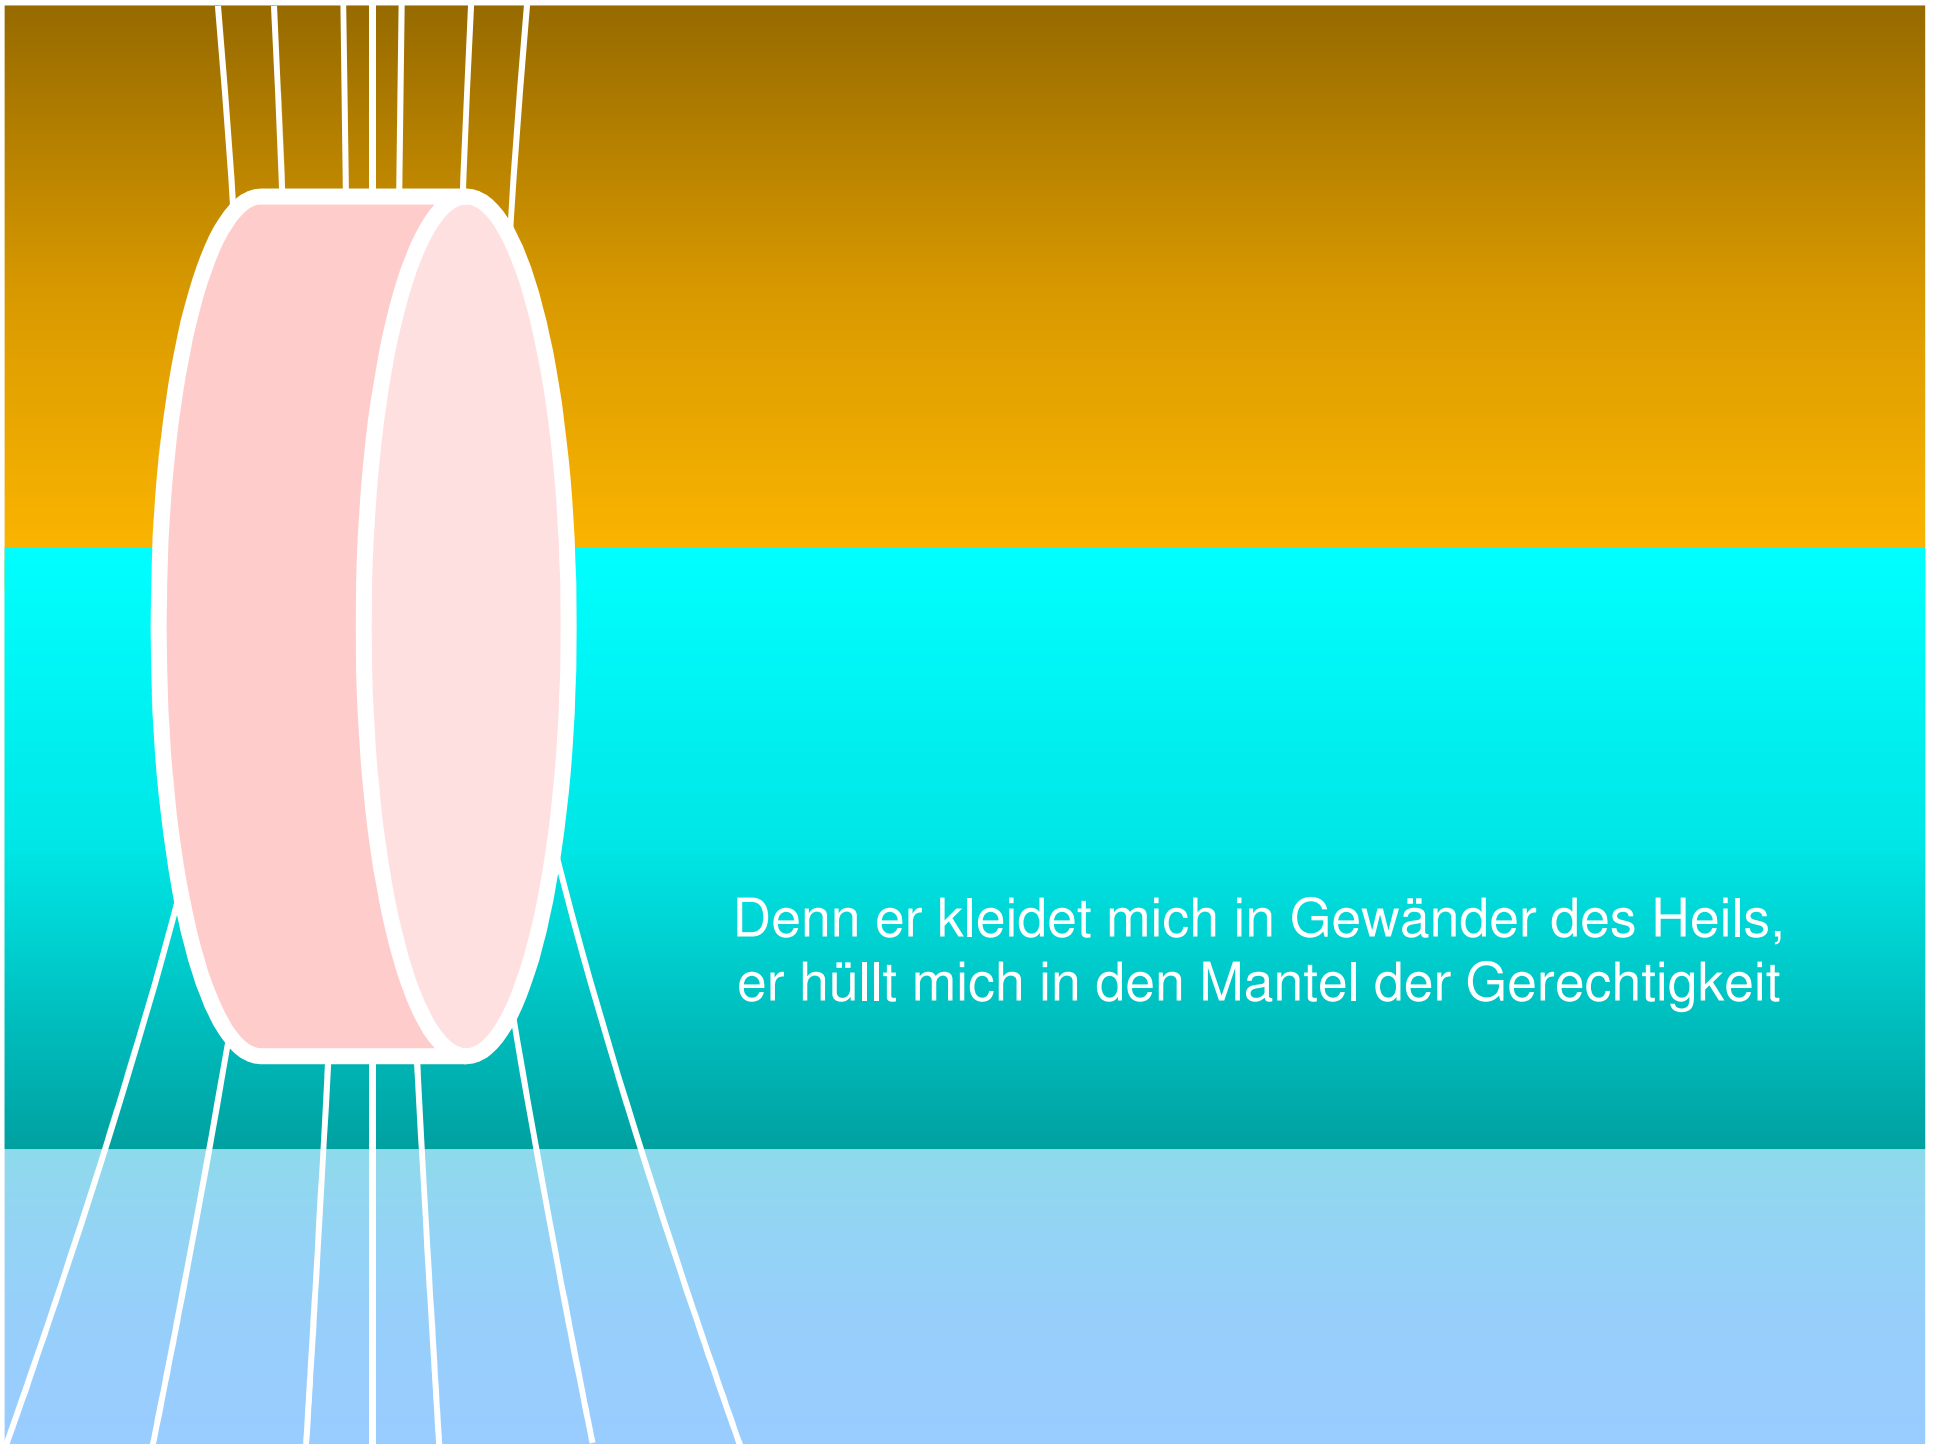 Denn er kleidet mich in Gewänder des Heils,
er hüllt mich in den Mantel der Gerechtigkeit